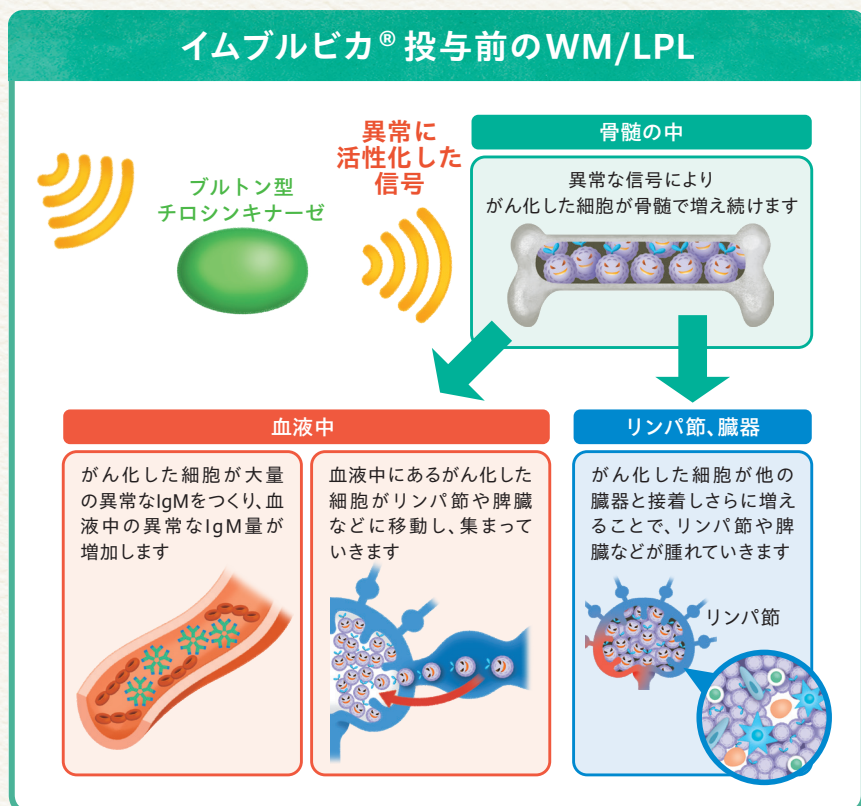 イムブルビカ®投与前のWM/LPL
異常に
活性化した
信号
ブルトン型
チロシンキナーゼ
骨髄の中
異常な信号により
がん化した細胞が骨髄で増え続けます
血液中
がん化した細胞が大量
の異常なIgMをつくり、血
液中の異常なIgM量が
増加します
血液中にあるがん化した
細胞がリンパ節や脾臓
などに移動し、集まって
いきます
リンパ節、臓器
がん化した細胞が他の
臓器と接着しさらに増え
ることで、リンパ節や脾
臓などが腫れていきます
リンパ節